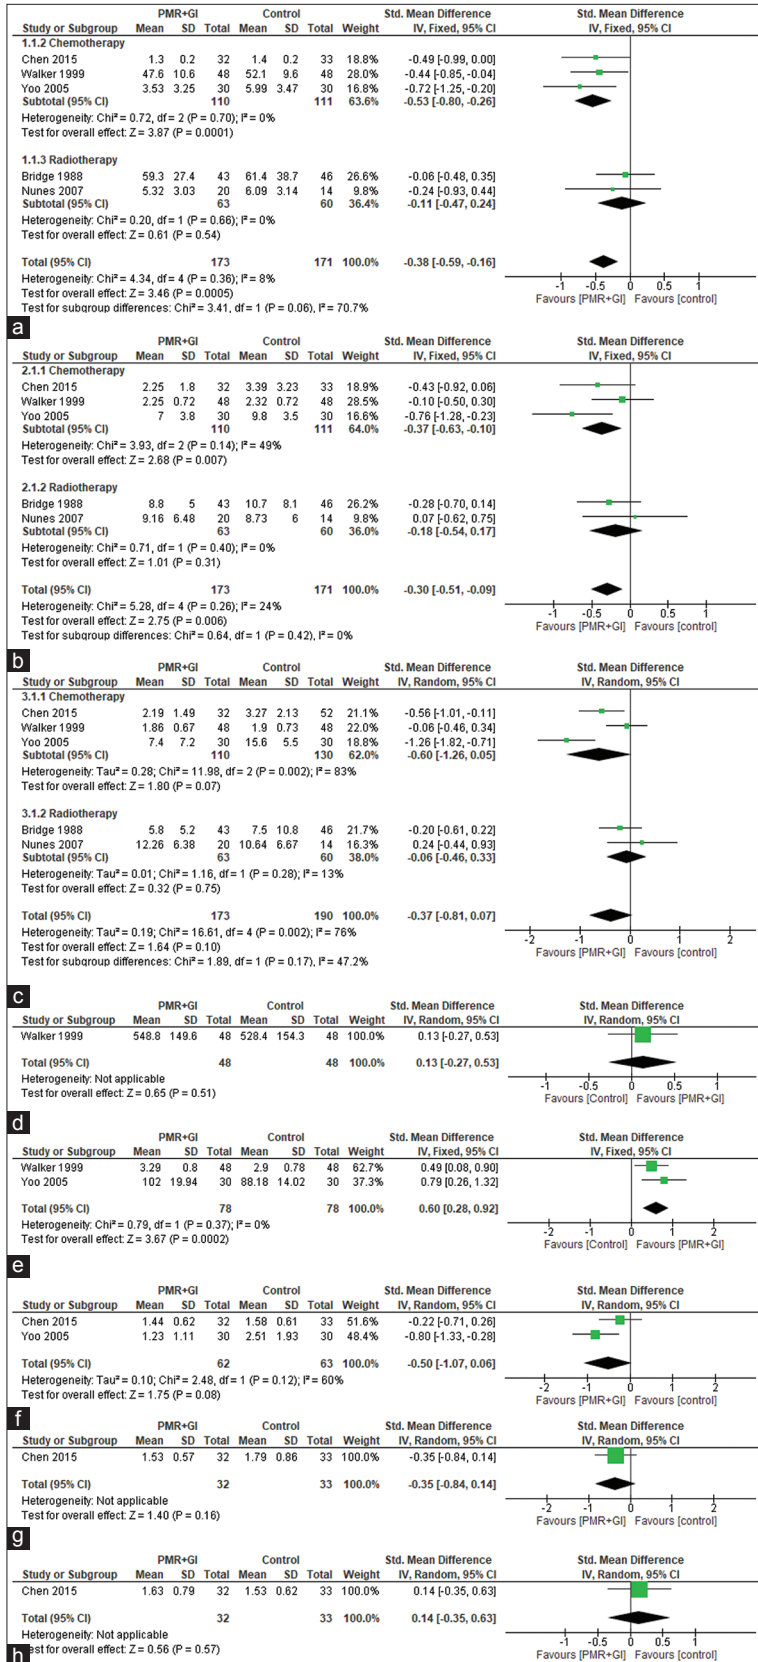 PMR+GI Control Std. Mean Difference Std. Mean Difference
Study or Subgroup Mean SD Total Mean SD Total Weight IV, Fixed, 95% CI IV, Fixed, 95% CI
1.1.2 Chemotherapy
Chen 2015 1.3 0.2 32 1.4 0.2 33 18.8% -0.49 [-0.99, 0.00]
Walker 1999 47.6 10.6 48 52.1 9.6 48 28.0% -0.44 [-0.85, -0.04]
Yoo 2005 3.53 3.25 30 5.99 3.47 30 16.8% -0.72 [-1.25, -0.20]
Subtotal (95% CI) 110 111 63.6% -0.53 [-0.80, -0.26]
Heterogeneity: Chi² = 0.72, df = 2 (P = 0.70); I² = 0%
Test for overall effect: Z = 3.87 (P = 0.0001)
1.1.3 Radiotherapy
Bridge 1988 59.3 27.4 43 61.4 38.7 46 26.6% -0.06 [-0.48, 0.35]
Nunes 2007 5.32 3.03 20 6.09 3.14 14 9.8% -0.24 [-0.93, 0.44]
Subtotal (95% CI) 63 60 36.4% -0.11 [-0.47, 0.24]
Heterogeneity: Chi² = 0.20, df = 1 (P = 0.66); I² = 0%
Test for overall effect: Z = 0.61 (P = 0.54)
Total (95% CI) 173 171 100.0% -0.38 [-0.59, -0.16]
Heterogeneity: Chi² = 4.34, df = 4 (P = 0.36); I² = 8%
Test for overall effect: Z = 3.46 (P = 0.0005)
Test for subgroup differences: Chi² = 3.41, df = 1 (P = 0.06), I² = 70.7%
-1 -0.5 0 0.5 1
Favours [PMR+GI] Favours [control]
a
PMR+GI Control Std. Mean Difference Std. Mean Difference
Study or Subgroup Mean SD Total Mean SD Total Weight IV, Fixed, 95% CI IV, Fixed, 95% CI
2.1.1 Chemotherapy
Chen 2015 2.25 1.8 32 3.39 3.23 33 18.9% -0.43 [-0.92, 0.06]
Walker 1999 2.25 0.72 48 2.32 0.72 48 28.5% -0.10 [-0.50, 0.30]
Yoo 2005 7 3.8 30 9.8 3.5 30 16.6% -0.76 [-1.28, -0.23]
Subtotal (95% CI) 110 111 64.0% -0.37 [-0.63, -0.10]
Heterogeneity: Chi² = 3.93, df = 2 (P = 0.14); I² = 49%
Test for overall effect: Z = 2.68 (P = 0.007)
2.1.2 Radiotherapy
Bridge 1988 8.8 5 43 10.7 8.1 46 26.2% -0.28 [-0.70, 0.14]
Nunes 2007 9.16 6.48 20 8.73 6 14 9.8% 0.07 [-0.62, 0.75]
Subtotal (95% CI) 63 60 36.0% -0.18 [-0.54, 0.17]
Heterogeneity: Chi² = 0.71, df = 1 (P = 0.40); I² = 0%
Test for overall effect: Z = 1.01 (P = 0.31)
Total (95% CI) 173 171 100.0% -0.30 [-0.51, -0.09]
Heterogeneity: Chi² = 5.28, df = 4 (P = 0.26); I² = 24%
Test for overall effect: Z = 2.75 (P = 0.006)
Test for subgroup differences: Chi² = 0.64, df = 1 (P = 0.42), I² = 0%
-1 -0.5 0 0.5 1
Favours [PMR+GI] Favours [control]
b
PMR+GI Control Std. Mean Difference Std. Mean Difference
Study or Subgroup Mean SD Total Mean SD Total Weight IV, Random, 95% CI IV, Random, 95% CI
3.1.1 Chemotherapy
Chen 2015 2.19 1.49 32 3.27 2.13 52 21.1% -0.56 [-1.01, -0.11]
Walker 1999 1.86 0.67 48 1.9 0.73 48 22.0% -0.06 [-0.46, 0.34]
Yoo 2005 7.4 7.2 30 15.6 5.5 30 18.8% -1.26 [-1.82, -0.71]
Subtotal (95% CI) 110 130 62.0% -0.60 [-1.26, 0.05]
Heterogeneity: Tau² = 0.28; Chi² = 11.98, df = 2 (P = 0.002); I² = 83%
Test for overall effect: Z = 1.80 (P = 0.07)
3.1.2 Radiotherapy
Bridge 1988 5.8 5.2 43 7.5 10.8 46 21.7% -0.20 [-0.61, 0.22]
Nunes 2007 12.26 6.38 20 10.64 6.67 14 16.3% 0.24 [-0.44, 0.93]
Subtotal (95% CI) 63 60 38.0% -0.06 [-0.46, 0.33]
Heterogeneity: Tau² = 0.01; Chi² = 1.16, df = 1 (P = 0.28); I² = 13%
Test for overall effect: Z = 0.32 (P = 0.75)
Total (95% CI) 173 190 100.0% -0.37 [-0.81, 0.07]
Heterogeneity: Tau² = 0.19; Chi² = 16.61, df = 4 (P = 0.002); I² = 76%
Test for overall effect: Z = 1.64 (P = 0.10)
Test for subgroup differences: Chi² = 1.89, df = 1 (P = 0.17), I² = 47.2%
-2 -1 0 1 2
Favours [PMR+GI] Favours [control]
c
PMR+GI Control Std. Mean Difference Std. Mean Difference
Study or Subgroup Mean SD Total Mean SD Total Weight IV, Random, 95% CI IV, Random, 95% CI
Walker 1999 548.8 149.6 48 528.4 154.3 48 100.0% 0.13 [-0.27, 0.53]
Total (95% CI) 48 48 100.0% 0.13 [-0.27, 0.53]
Heterogeneity: Not applicable
Test for overall effect: Z = 0.65 (P = 0.51)
-1 -0.5 0 0.5 1
Favours [Control] Favours [PMR+GI]
d
PMR+GI Control Std. Mean Difference Std. Mean Difference
Study or Subgroup Mean SD Total Mean SD Total Weight IV, Fixed, 95% CI IV, Fixed, 95% CI
Walker 1999 3.29 0.8 48 2.9 0.78 48 62.7% 0.49 [0.08, 0.90]
Yoo 2005 102 19.94 30 88.18 14.02 30 37.3% 0.79 [0.26, 1.32]
Total (95% CI) 78 78 100.0% 0.60 [0.28, 0.92]
Heterogeneity: Chi² = 0.79, df = 1 (P = 0.37); I² = 0%
Test for overall effect: Z = 3.67 (P = 0.0002)
-2 -1 0 1 2
Favours [Control] Favours [PMR+GI]
e
PMR+GI Control Std. Mean Difference Std. Mean Difference
Study or Subgroup Mean SD Total Mean SD Total Weight IV, Random, 95% CI IV, Random, 95% CI
Chen 2015 1.44 0.62 32 1.58 0.61 33 51.6% -0.22 [-0.71, 0.26]
Yoo 2005 1.23 1.11 30 2.51 1.93 30 48.4% -0.80 [-1.33, -0.28]
Total (95% CI) 62 63 100.0% -0.50 [-1.07, 0.06]
Heterogeneity: Tau² = 0.10; Chi² = 2.48, df = 1 (P = 0.12); I² = 60%
Test for overall effect: Z = 1.75 (P = 0.08)
-2 -1 0 1 2
Favours [PMR+GI] Favours [control]
f
PMR+GI Control Std. Mean Difference Std. Mean Difference
Study or Subgroup Mean SD Total Mean SD Total Weight IV, Random, 95% CI IV, Random, 95% CI
Chen 2015 1.53 0.57 32 1.79 0.86 33 100.0% -0.35 [-0.84, 0.14]
Total (95% CI) 32 33 100.0% -0.35 [-0.84, 0.14]
Heterogeneity: Not applicable
Test for overall effect: Z = 1.40 (P = 0.16)
-2 -1 0 1 2
Favours [PMR+GI] Favours [control]
g
PMR+GI Control Std. Mean Difference Std. Mean Difference
Study or Subgroup Mean SD Total Mean SD Total Weight IV, Random, 95% CI IV, Random, 95% CI
Chen 2015 1.63 0.79 32 1.53 0.62 33 100.0% 0.14 [-0.35, 0.63]
Total (95% CI) 32 33 100.0% 0.14 [-0.35, 0.63]
Heterogeneity: Not applicable
est for overall effect: Z = 0.56 (P = 0.57)
-1 -0.5 0 0.5 1
Favours [PMR+GI] Favours [control]
h